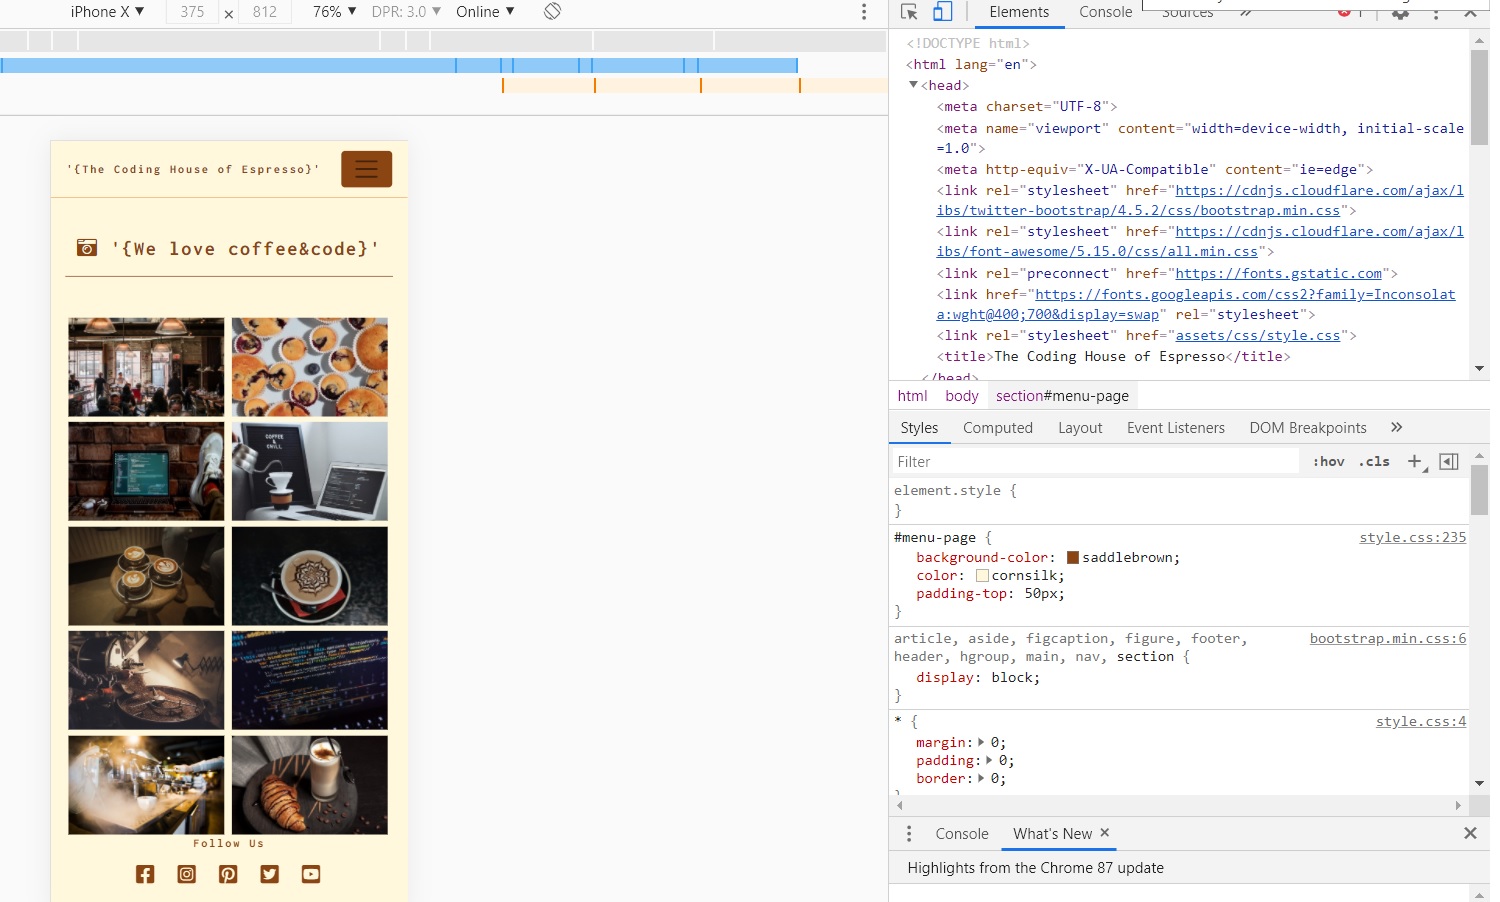 iPhone X ▼ 375 × 812 76% ▼ DPR: 3.0 ▼ Online ▼
'{The Coding House of Espresso}'
'{We love coffee&code}'
COFFEE
&
CHILL
Follow Us
Elements Console Sources » 1
<!DOCTYPE html>
<html lang="en">
▼<head>
<meta charset="UTF-8">
<meta name="viewport" content="width=device-width, initial-scale
=1.0">
<meta http-equiv="X-UA-Compatible" content="ie=edge">
<link rel="stylesheet" href="https://cdnjs.cloudflare.com/ajax/l
ibs/twitter-bootstrap/4.5.2/css/bootstrap.min.css">
<link rel="stylesheet" href="https://cdnjs.cloudflare.com/ajax/l
ibs/font-awesome/5.15.0/css/all.min.css">
<link rel="preconnect" href="https://fonts.gstatic.com">
<link href="https://fonts.googleapis.com/css2?family=Inconsolat
a:wght@400;700&display=swap" rel="stylesheet">
<link rel="stylesheet" href="assets/css/style.css">
<title>The Coding House of Espresso</title>
</head>
html body section#menu-page
Styles Computed Layout Event Listeners DOM Breakpoints »
Filter :hov .cls +
element.style {
}
#menu-page { style.css:235
background-color: saddlebrown;
color: cornsilk;
padding-top: 50px;
}
article, aside, figcaption, figure, footer, bootstrap.min.css:6
header, hgroup, main, nav, section {
display: block;
}
* { style.css:4
margin: 0;
padding: 0;
border: 0;
}
Console What's New ×
Highlights from the Chrome 87 update